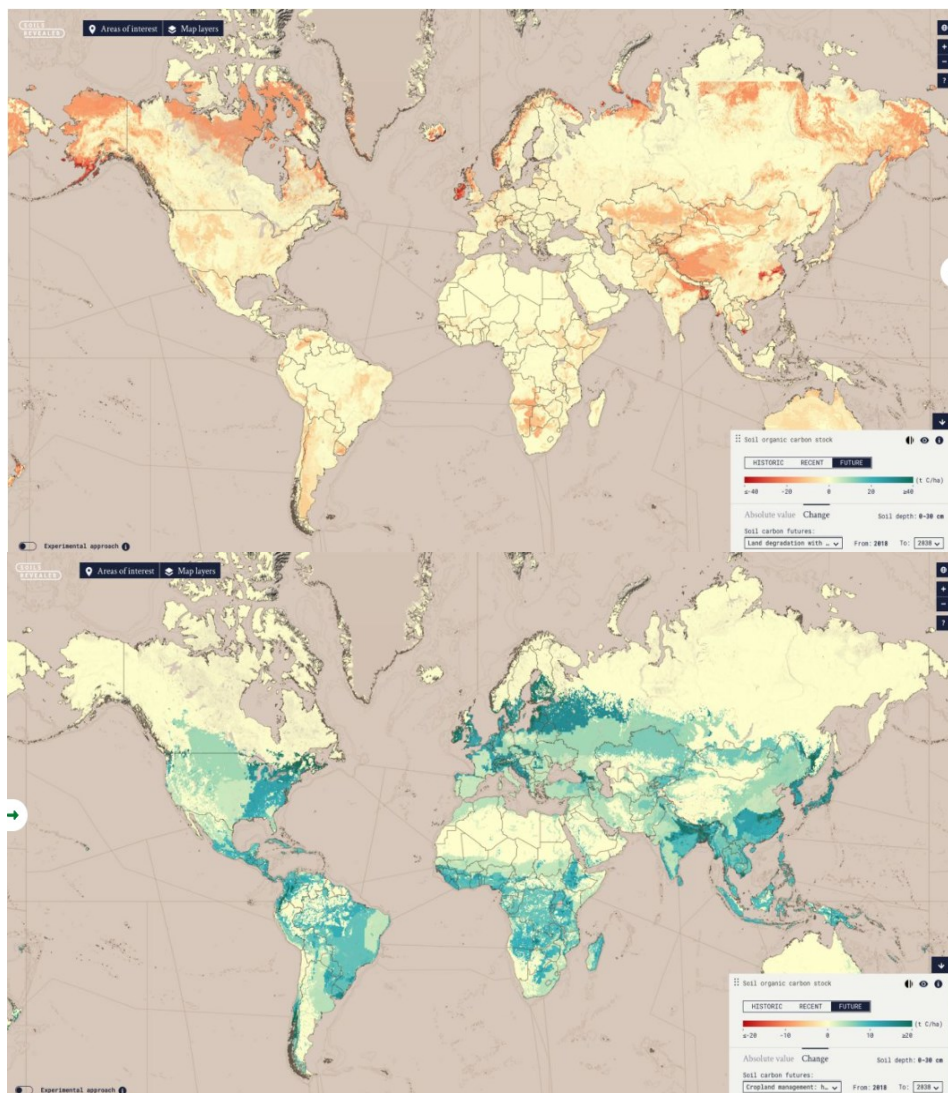 SOILS
REVEALED
Areas of interest Map layers
+
−
?
Soil organic carbon stock
HISTORIC RECENT FUTURE
(t C/ha)
≤-40 -20 0 20 ≥40
Absolute value Change Soil depth: 0-30 cm
Soil carbon futures:
Land degradation with … From: 2018 To: 2038
Experimental approach
SOILS
REVEALED
Areas of interest Map layers
+
−
?
Soil organic carbon stock
HISTORIC RECENT FUTURE
(t C/ha)
≤-20 -10 0 10 ≥20
Absolute value Change Soil depth: 0-30 cm
Soil carbon futures:
Cropland management: h… From: 2018 To: 2038
Experimental approach